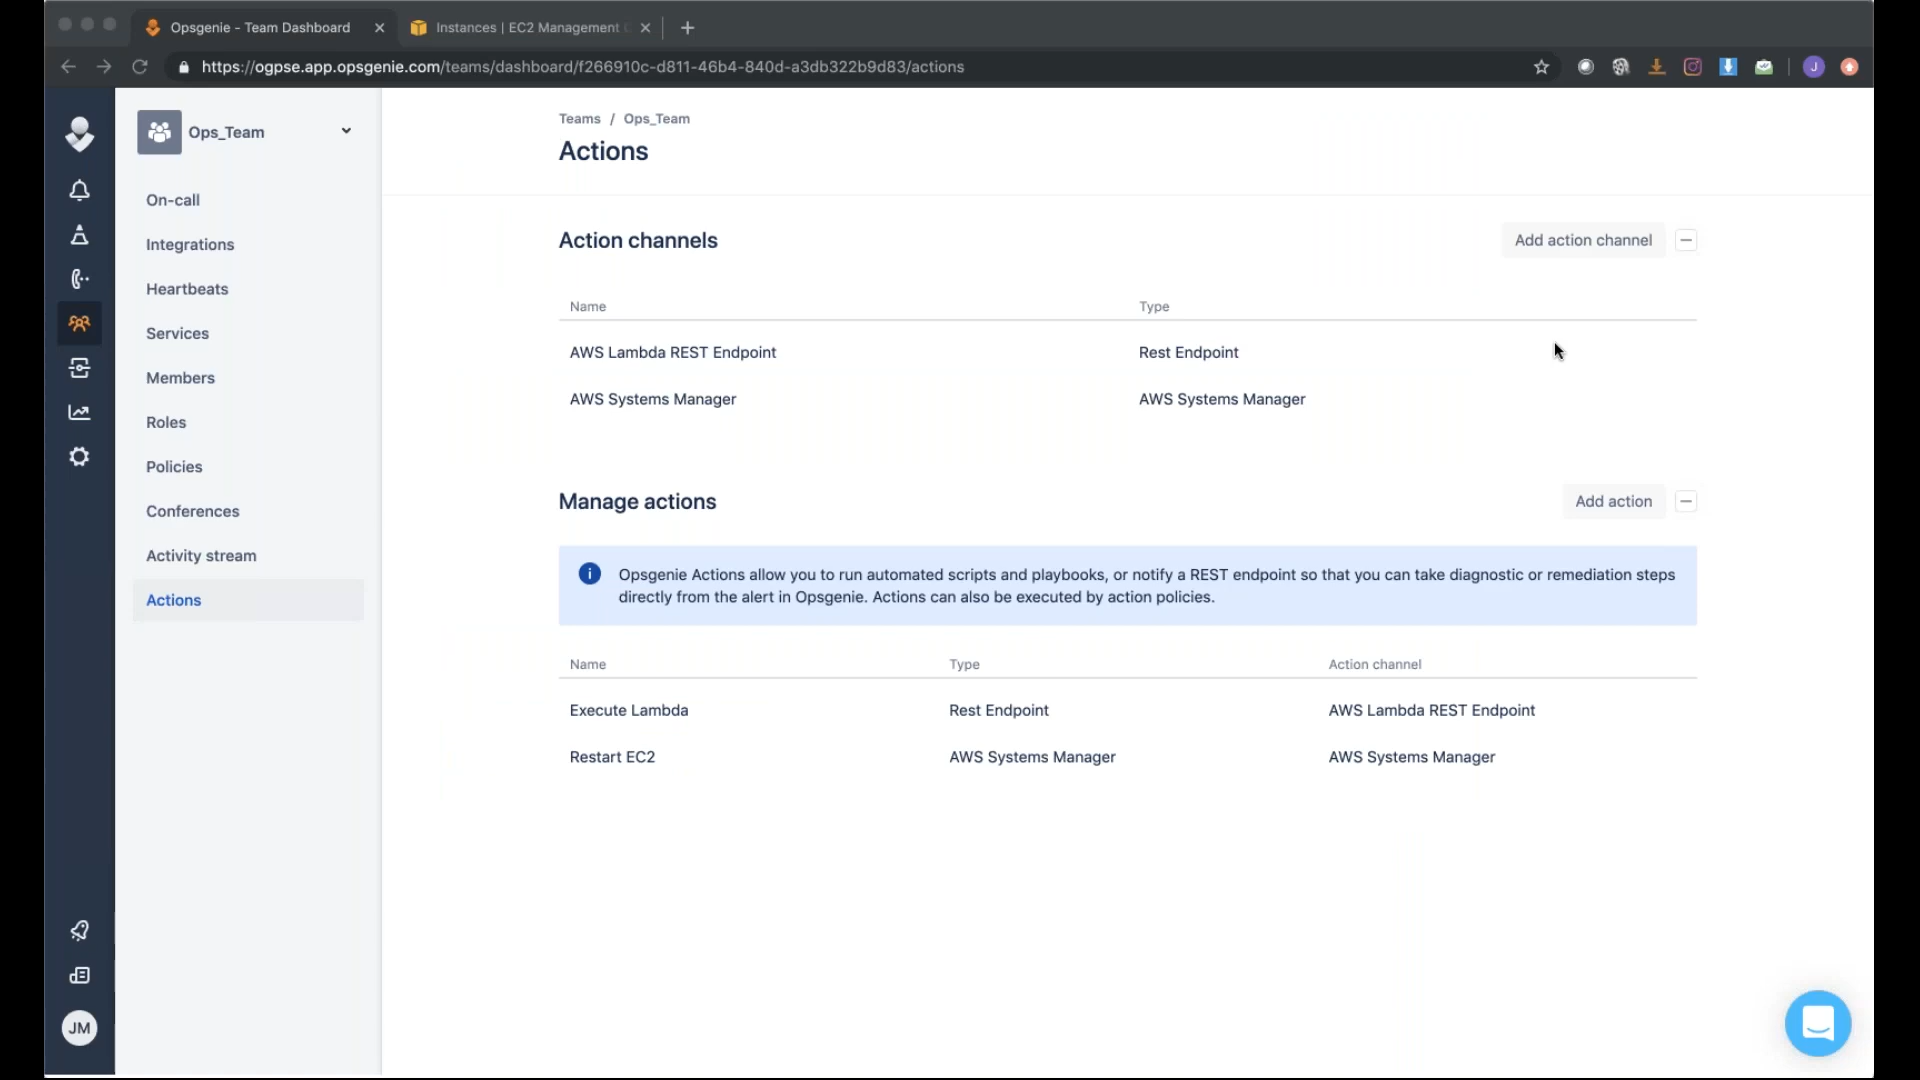 Opsgenie - Team Dashboard
Instances | EC2 Management
https://ogpse.app.opsgenie.com/teams/dashboard/f266910c-d811-46b4-840d-a3db322b9d83/actions
J
Ops_Team
On-call
Integrations
Heartbeats
Services
Members
Roles
Policies
Conferences
Activity stream
Actions
JM
Teams / Ops_Team
Actions
Action channels
Add action channel
Name Type
AWS Lambda REST Endpoint Rest Endpoint
AWS Systems Manager AWS Systems Manager
Manage actions
Add action
Opsgenie Actions allow you to run automated scripts and playbooks, or notify a REST endpoint so that you can take diagnostic or remediation steps
directly from the alert in Opsgenie. Actions can also be executed by action policies.
Name Type Action channel
Execute Lambda Rest Endpoint AWS Lambda REST Endpoint
Restart EC2 AWS Systems Manager AWS Systems Manager